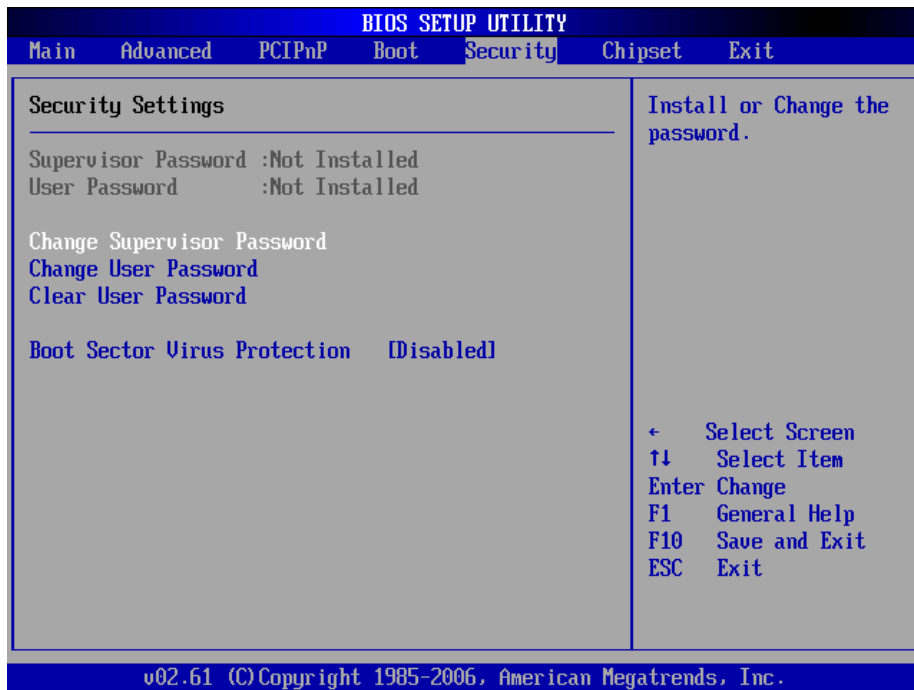 BIOS SETUP UTILITY
Main Advanced PCIPnP Boot Security Chipset Exit
Security Settings
Supervisor Password :Not Installed
User Password :Not Installed
Change Supervisor Password
Change User Password
Clear User Password
Boot Sector Virus Protection [Disabled]
Install or Change the
password.
← Select Screen
↑↓ Select Item
Enter Change
F1 General Help
F10 Save and Exit
ESC Exit
v02.61 (C)Copyright 1985-2006, American Megatrends, Inc.